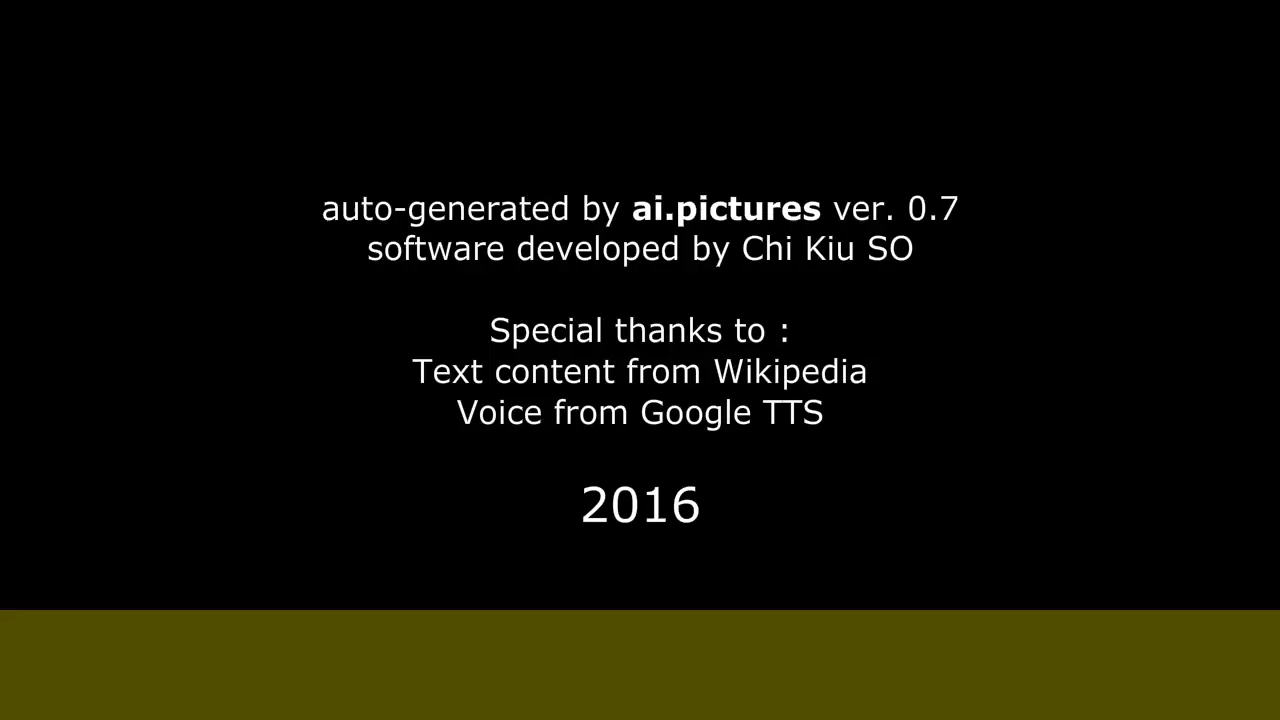 auto-generated by ai.pictures ver. 0.7
software developed by Chi Kiu SO
Special thanks to :
Text content from Wikipedia
Voice from Google TTS
2016